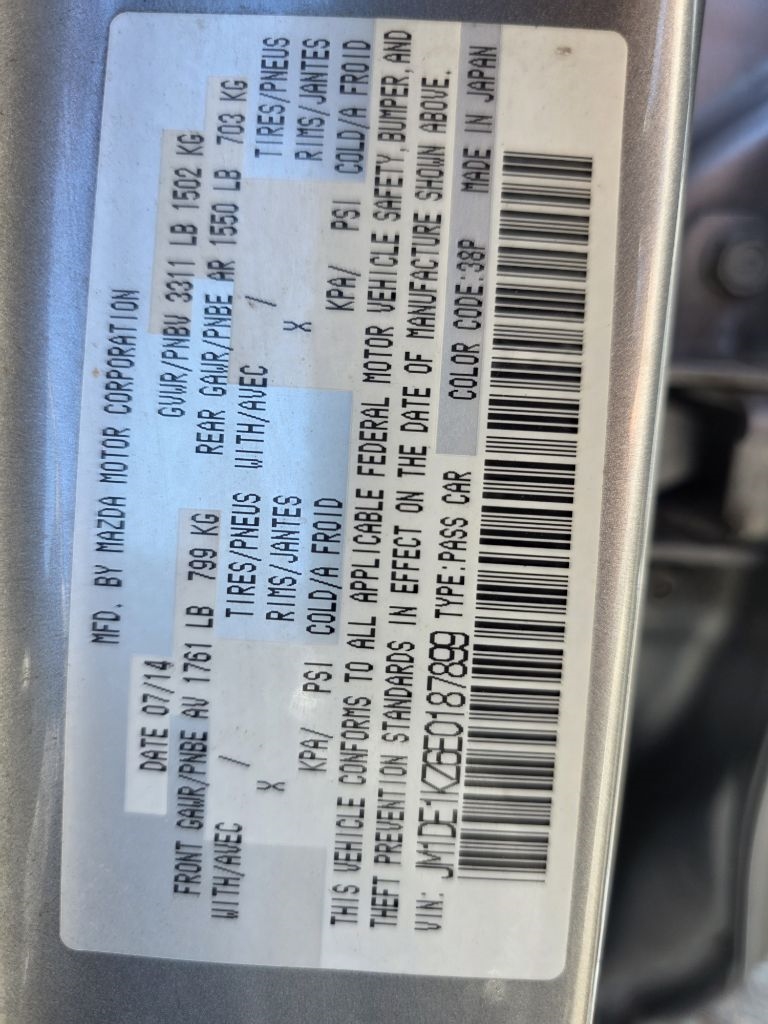 MFD. BY MAZDA MOTOR CORPORATION
DATE 07/14 GVWR/PNBV 3311 LB 1502 KG
FRONT GAWR/PNBE AV 1761 LB 799 KG REAR GAWR/PNBE AR 1550 LB 703 KG
WITH/AVEC / TIRES/PNEUS WITH/AVEC / TIRES/PNEUS
X RIMS/JANTES X RIMS/JANTES
KPA/ PSI COLD/A FROID KPA/ PSI COLD/A FROID
THIS VEHICLE CONFORMS TO ALL APPLICABLE FEDERAL MOTOR VEHICLE SAFETY, BUMPER, AND
THEFT PREVENTION STANDARDS IN EFFECT ON THE DATE OF MANUFACTURE SHOWN ABOVE.
VIN: JM1DE1KZ6E0187899 TYPE:PASS CAR COLOR CODE:38P MADE IN JAPAN